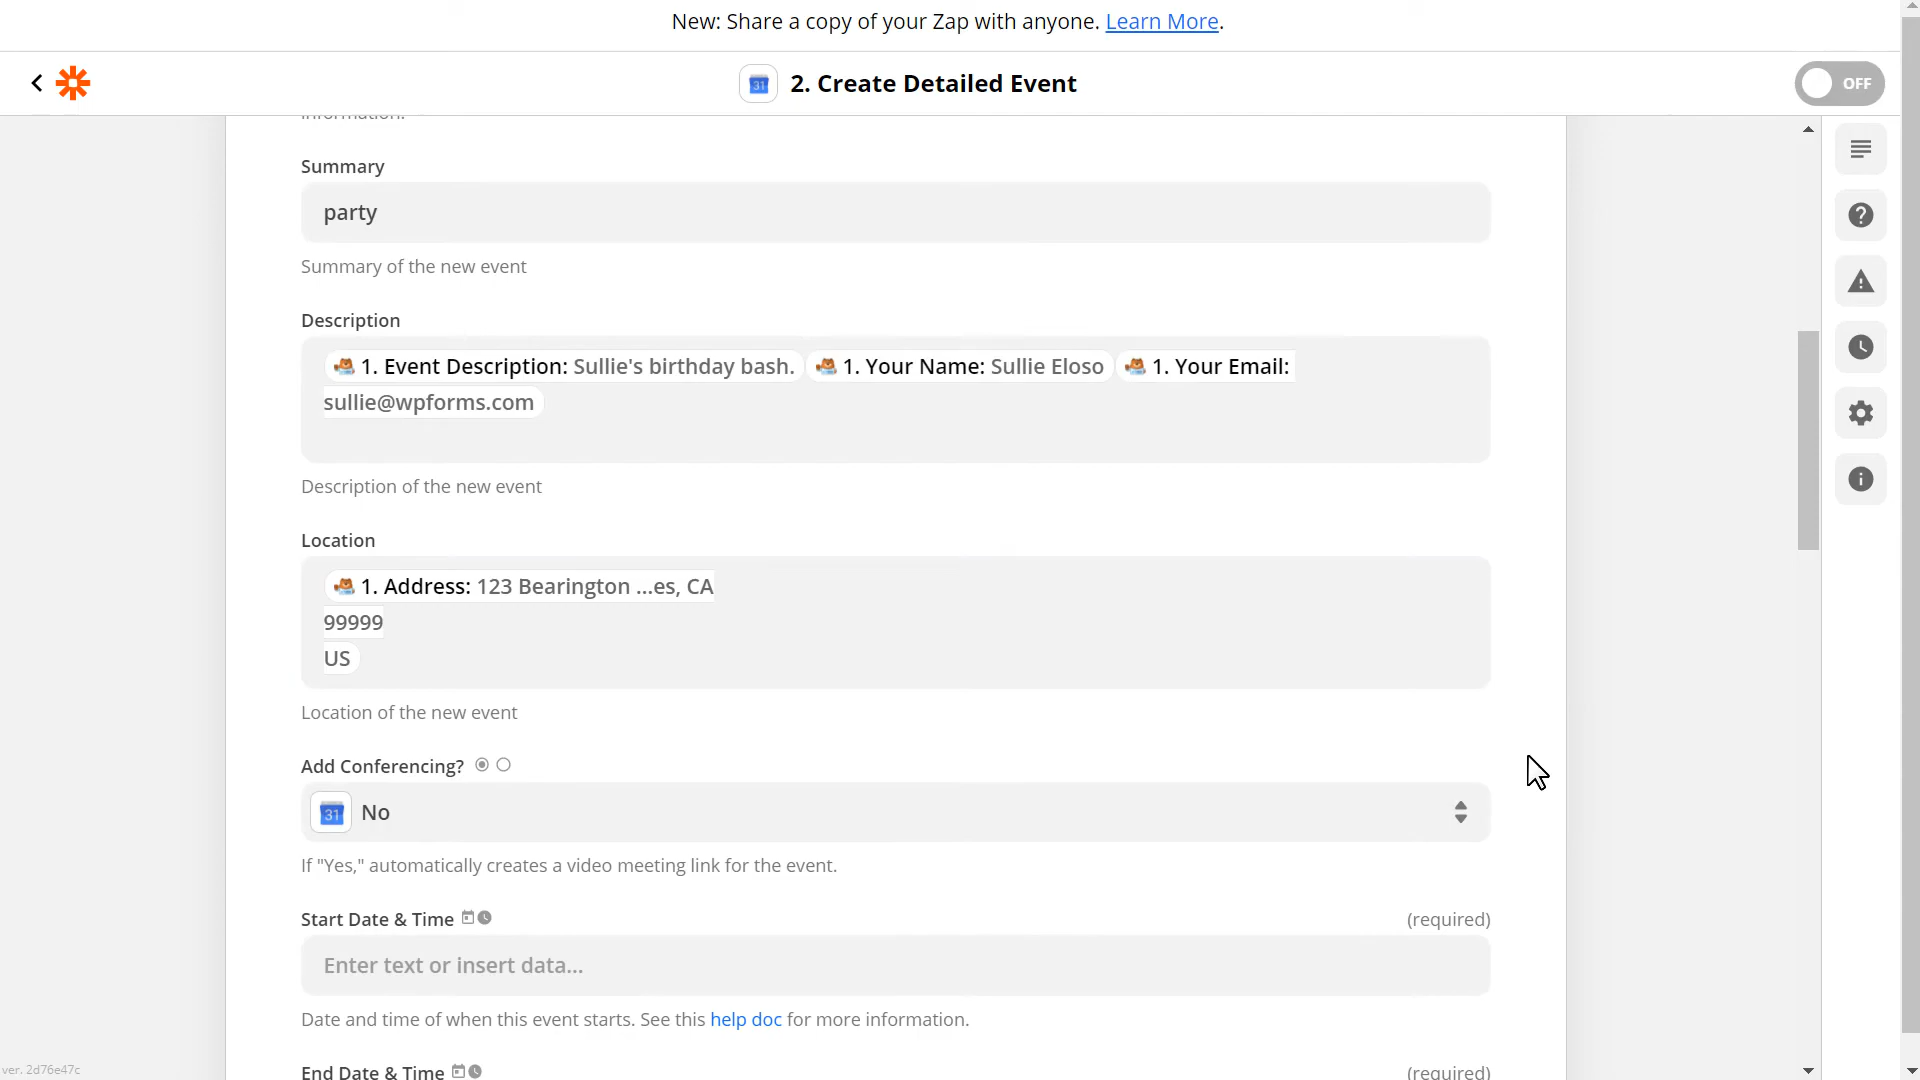 New: Share a copy of your Zap with anyone. Learn More.
31 2. Create Detailed Event
OFF
information.
Summary
party
Summary of the new event
Description
1. Event Description: Sullie's birthday bash. 1. Your Name: Sullie Eloso 1. Your Email:
sullie@wpforms.com
Description of the new event
Location
1. Address: 123 Bearington ...es, CA
99999
US
Location of the new event
Add Conferencing?
31 No
If "Yes," automatically creates a video meeting link for the event.
Start Date & Time (required)
Enter text or insert data...
Date and time of when this event starts. See this help doc for more information.
End Date & Time (required)
ver. 2d76e47c